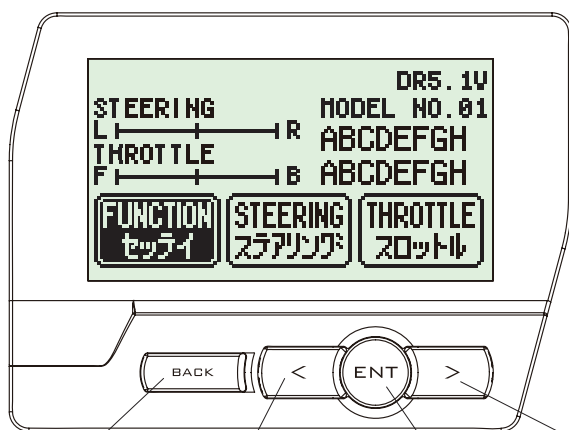 DR5.1V
STEERING
MODEL NO.01
L R
ABCDEFGH
THROTTLE
F B
ABCDEFGH
FUNCTION STEERING THROTTLE
セッテイ ステアリング スロットル
BACK < ENT >